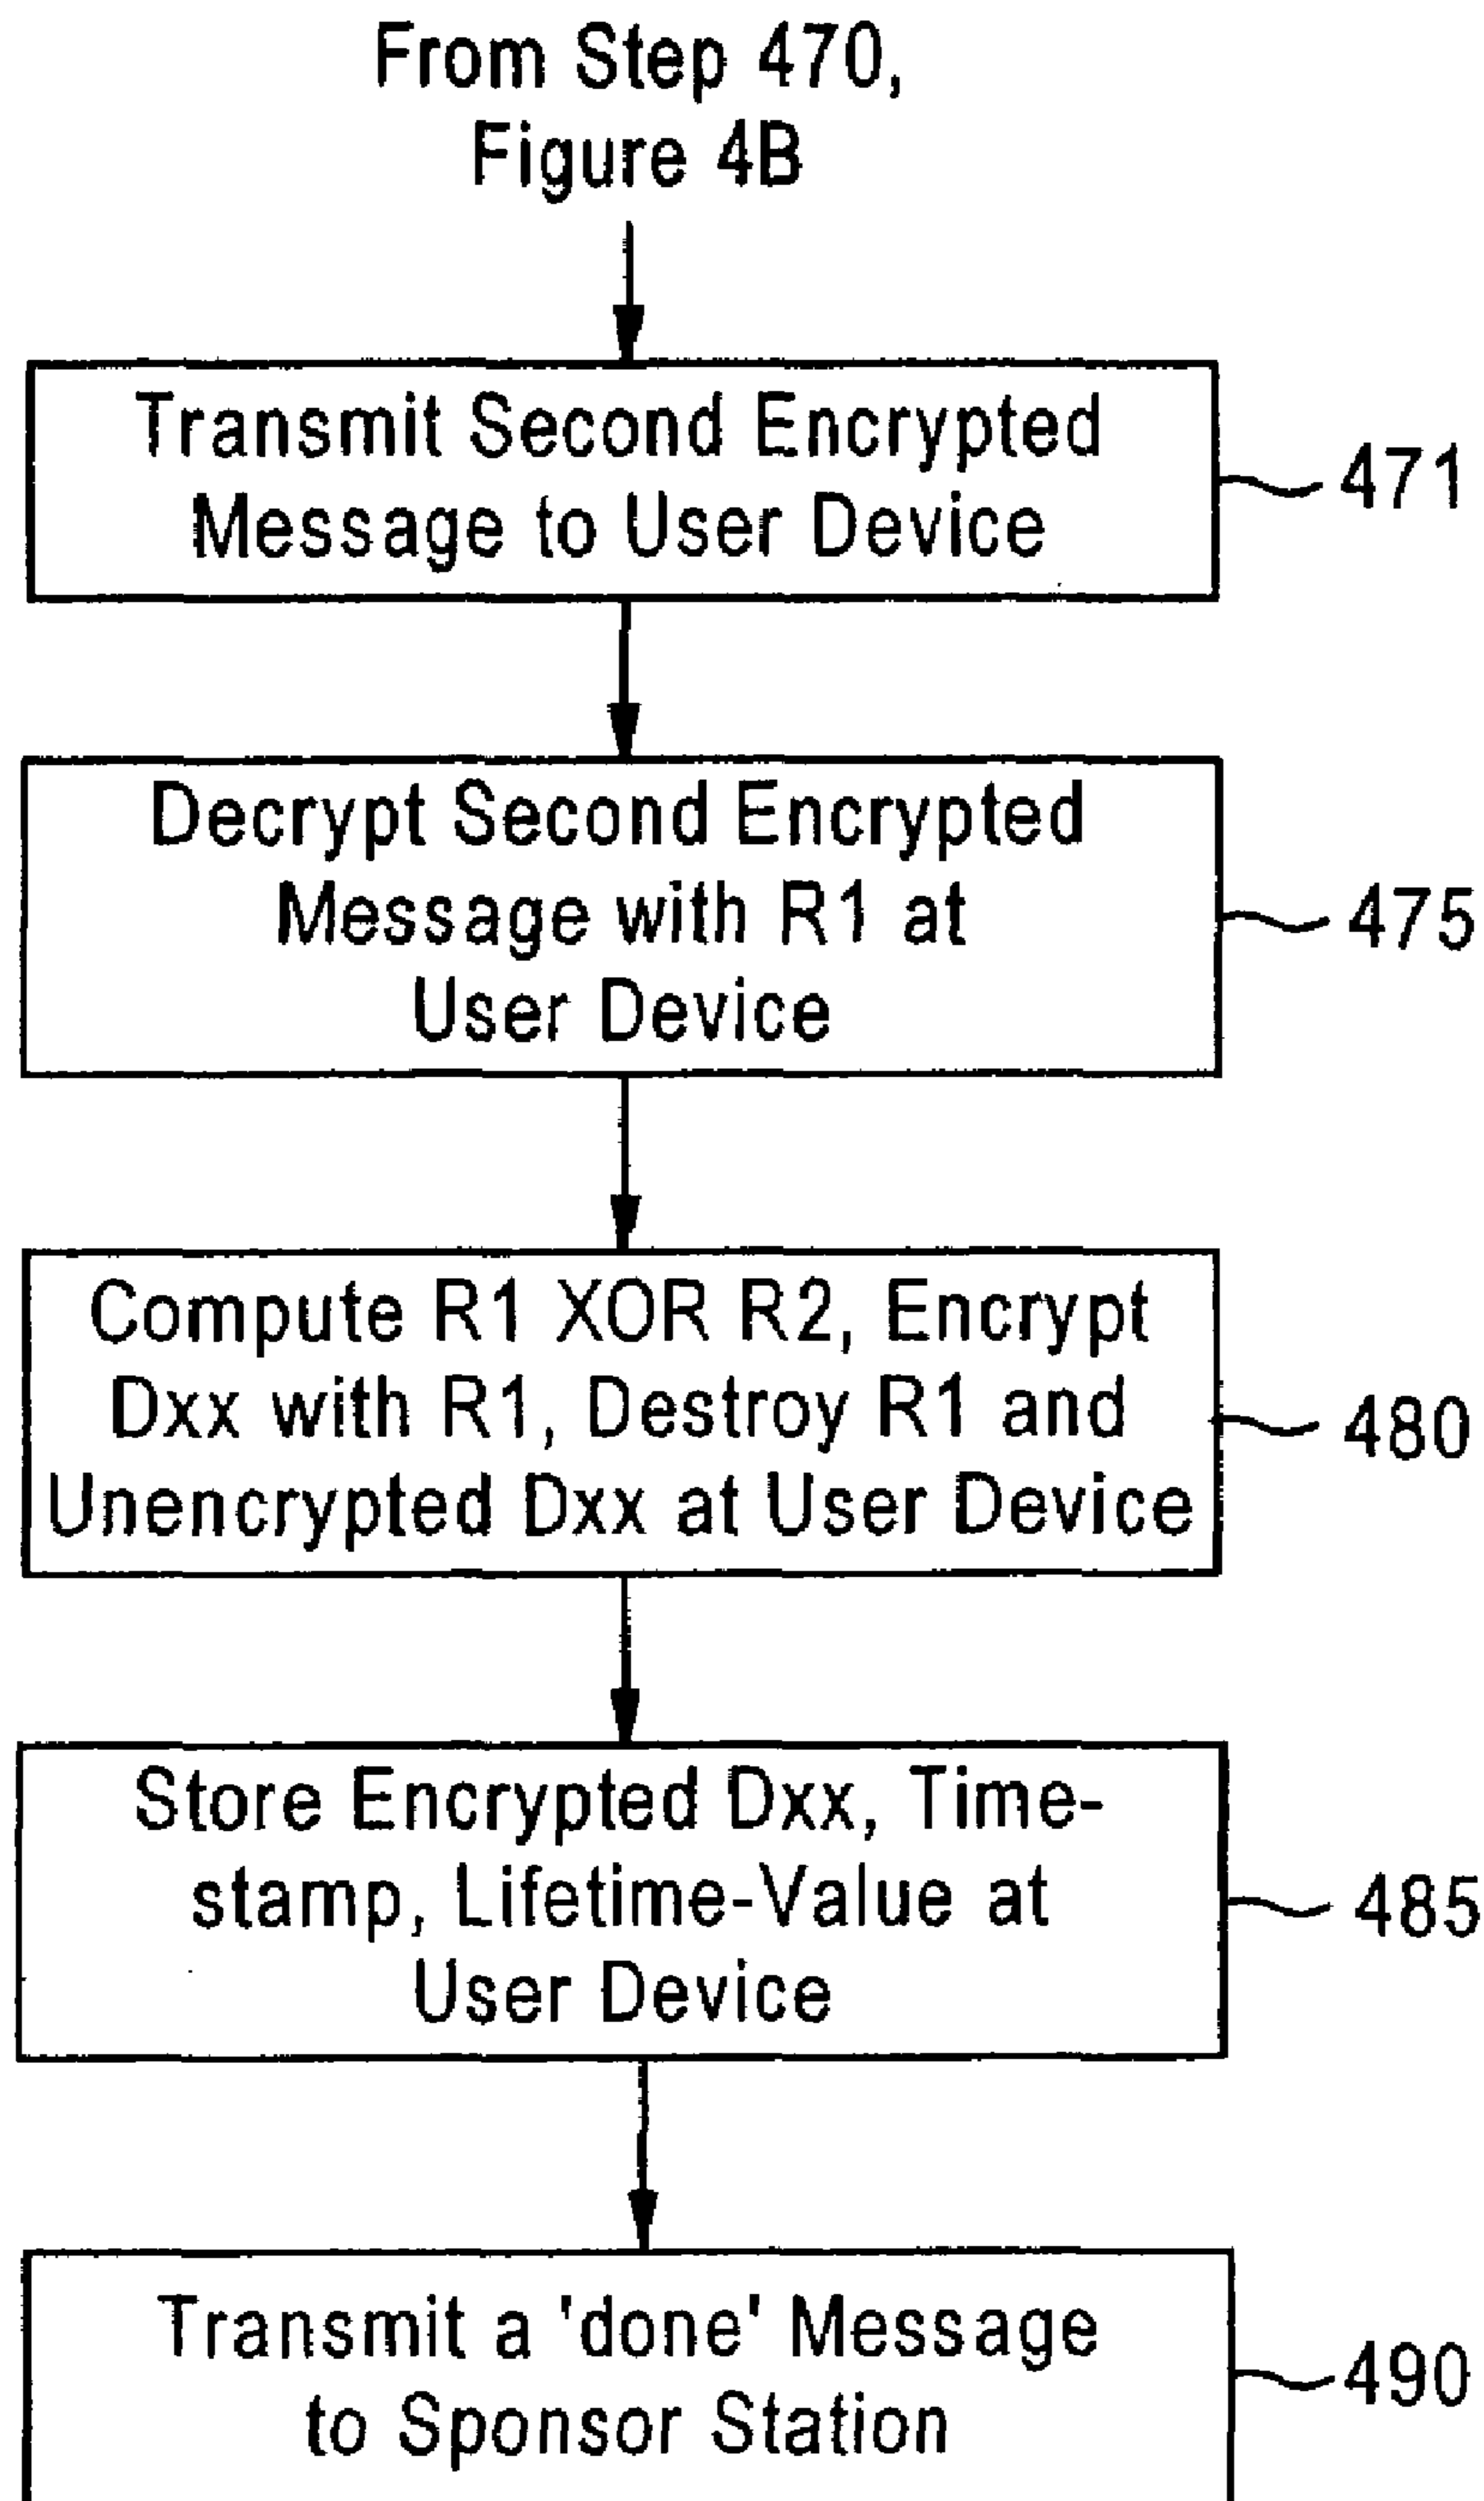 From Step 470,
Figure 4B
Transmit Second Encrypted
Message to User Device
471
Decrypt Second Encrypted
Message with R1 at
User Device
475
Compute R1 XOR R2, Encrypt
Dxx with R1, Destroy R1 and
Unencrypted Dxx at User Device
480
Store Encrypted Dxx, Time-
stamp, Lifetime-Value at
User Device
485
Transmit a 'done' Message
to Sponsor Station
490